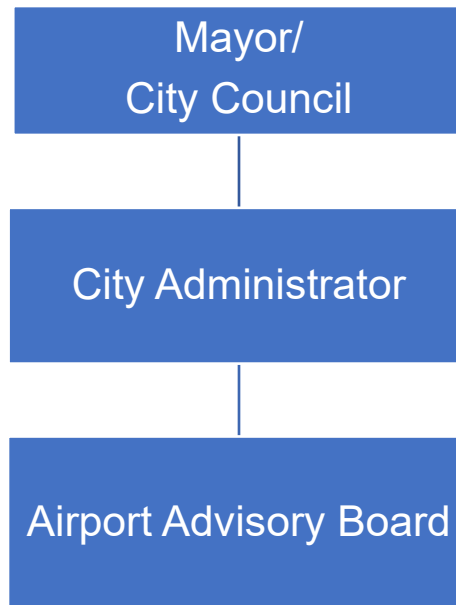 Mayor/
City Council
City Administrator
Airport Advisory Board